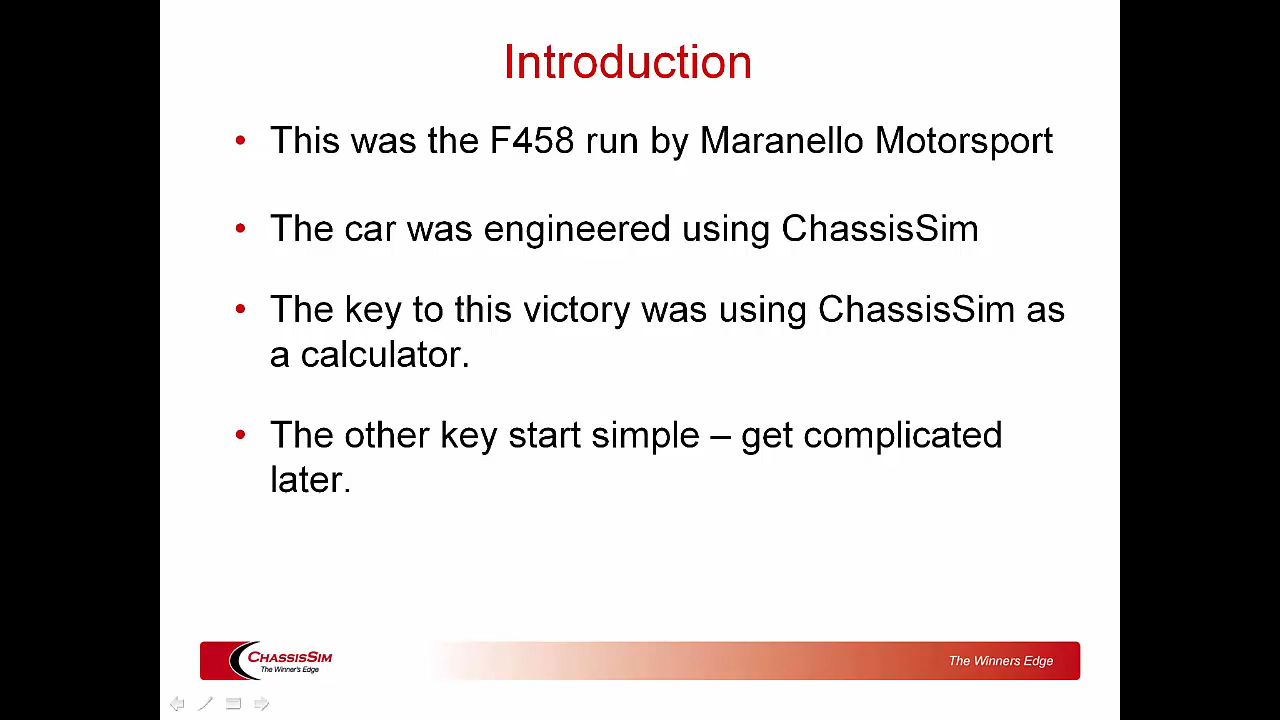 Introduction
• This was the F458 run by Maranello Motorsport
• The car was engineered using ChassisSim
• The key to this victory was using ChassisSim as
a calculator.
• The other key start simple – get complicated
later.
CHASSISSIM
The Winner's Edge
The Winners Edge